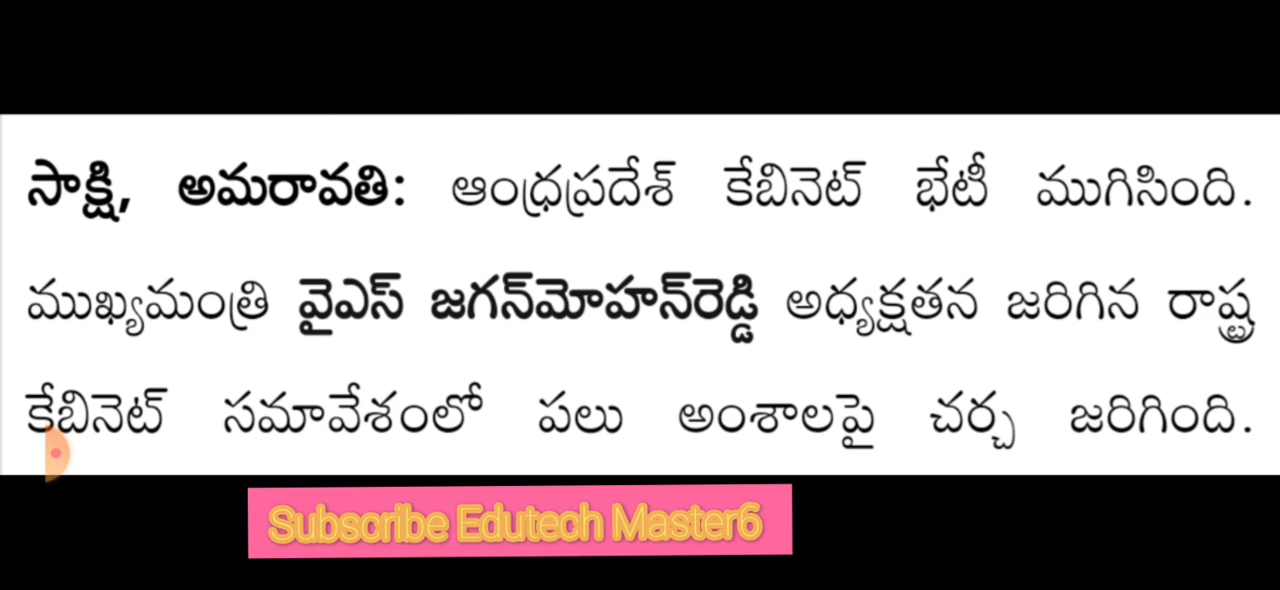 సాక్షి, అమరావతి: ఆంధ్రప్రదేశ్ కేబినెట్ భేటీ ముగిసింది.
ముఖ్యమంత్రి వైఎస్ జగన్‌మోహన్‌రెడ్డి అధ్యక్షతన జరిగిన రాష్ట్ర
కేబినెట్ సమావేశంలో పలు అంశాలపై చర్చ జరిగింది.
Subscribe Edutech Master6